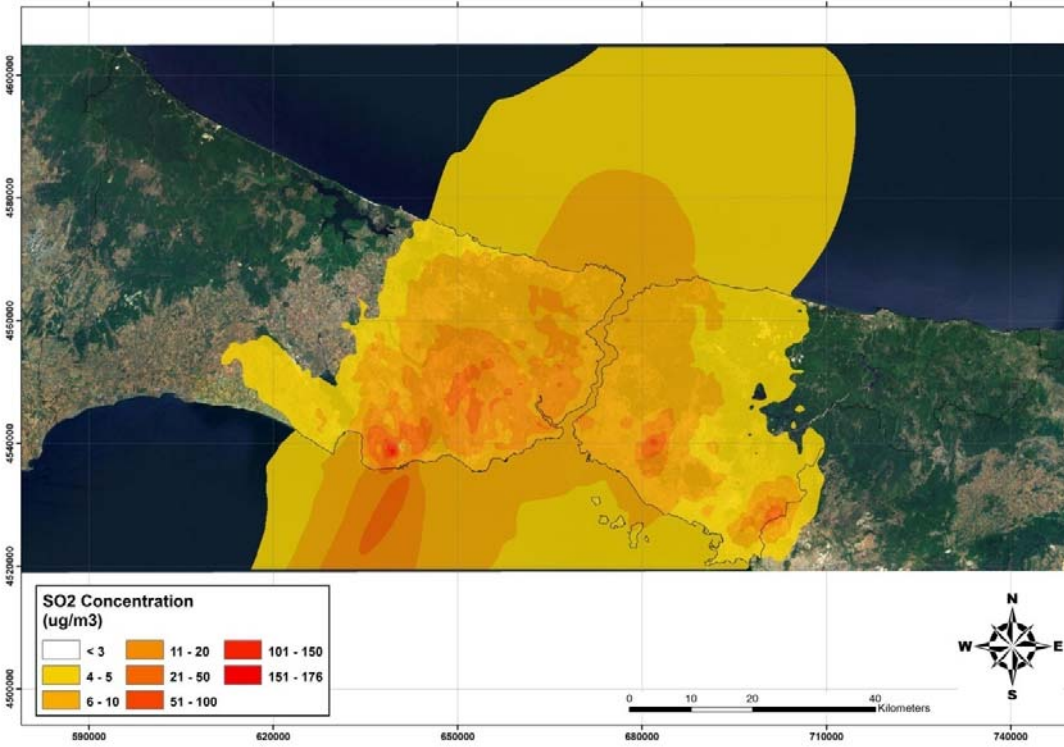 4600000
4580000
4560000
4540000
4520000
4500000
SO2 Concentration
(ug/m3)
< 3 11 - 20 101 - 150
4 - 5 21 - 50 151 - 176
6 - 10 51 - 100
N
W E
S
0 10 20 40
Kilometers
590000 620000 650000 680000 710000 740000